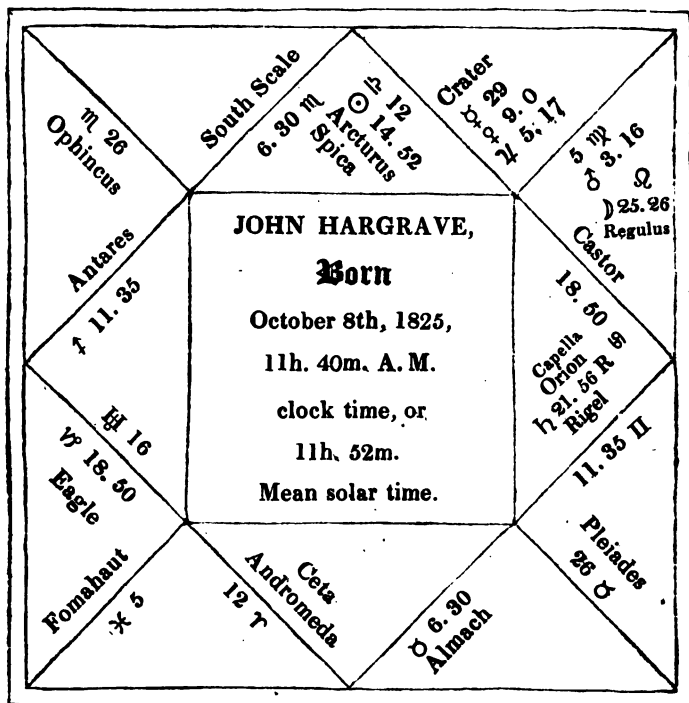 South Scale
6. 30 ♏
♎ 12
☉ 14. 52
Arcturus
Spica
Crater
29
☿ ♀ 9. 0
♃ 5; 17
5 ♍
♂ 3. 16
♌
☽ 25. 26
Regulus
♏ 26
Ophincus
Antares
♐ 11. 35
Castor
18. 50
Capella
Orion ♋
♄ 21. 56 R
Rigel
JOHN HARGRAVE,
Born
October 8th, 1825,
11h. 40m. A. M.
clock time, or
11h. 52m.
Mean solar time.
♅ 16
♑ 18. 50
Eagle
11. 35 II
Pleiades
26 ♉
Fomahaut
♓ 5
Ceta
Andromeda
12 ♈
♉ 6. 30
Almach